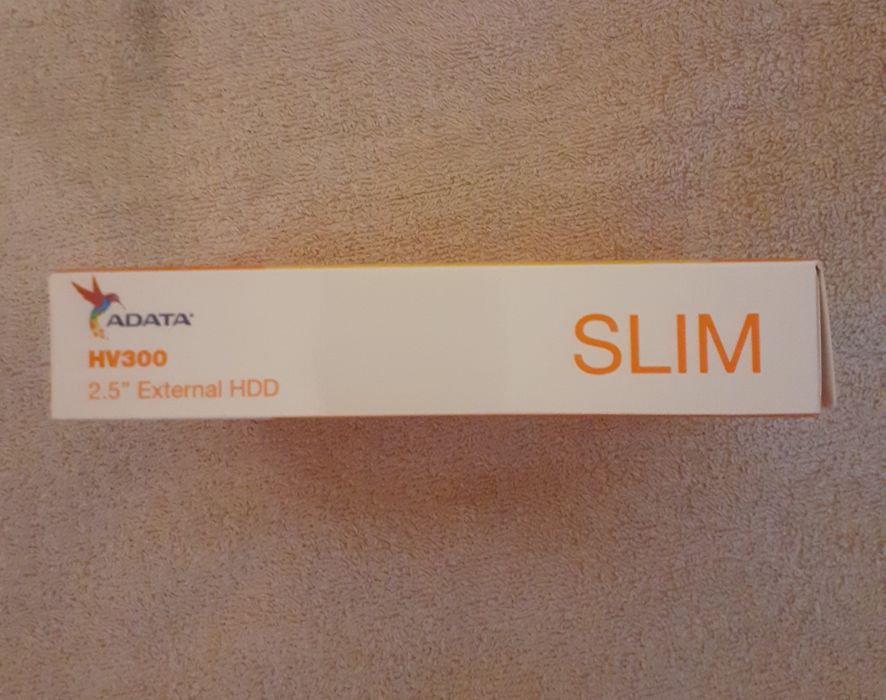 ADATA
HV300
2.5" External HDD
SLIM